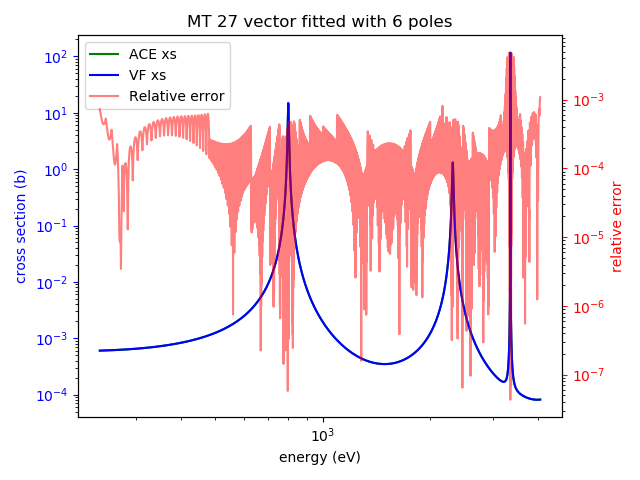 MT 27 vector fitted with 6 poles
ACE xs
VF xs
Relative error
10^2
10^1
10^0
10^-1
10^-2
10^-3
10^-4
cross section (b)
10^-3
10^-4
10^-5
10^-6
10^-7
relative error
10^3
energy (eV)